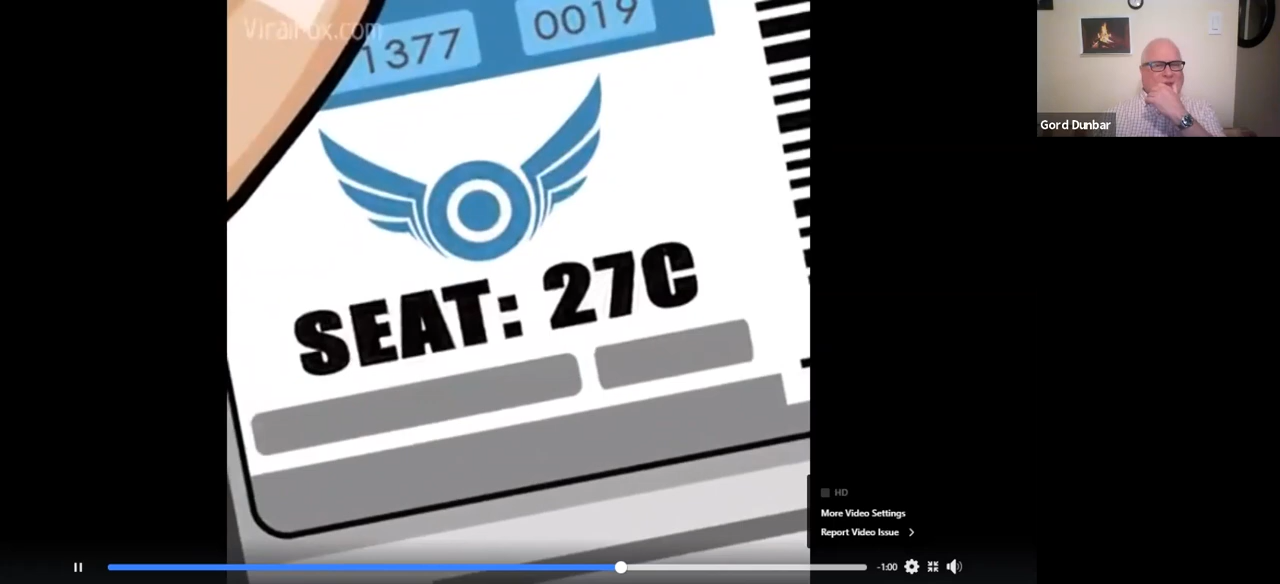 ViralFox.com
1377
0019
SEAT: 27C
Gord Dunbar
HD
More Video Settings
Report Video Issue
-1:00